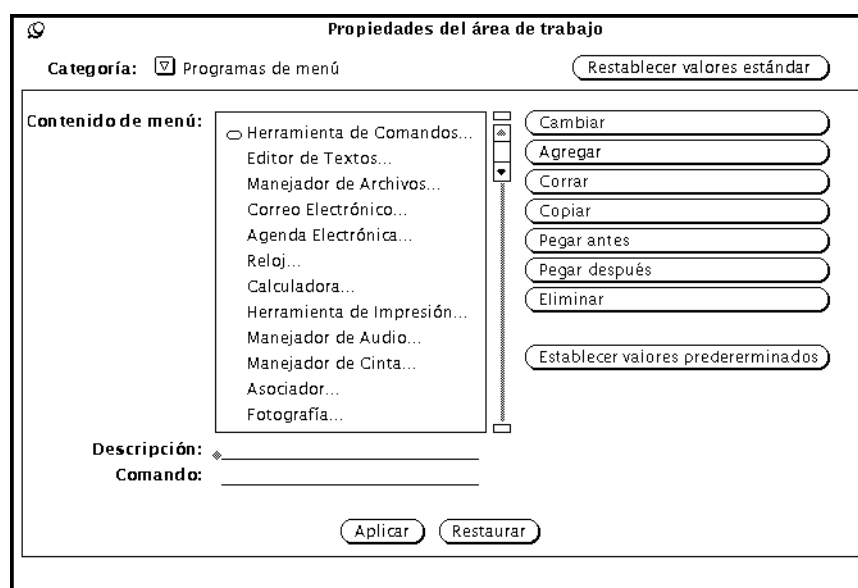 Propiedades del área de trabajo
Categoría: Programas de menú
Restablecer valores estándar
Contenido de menú:
Herramienta de Comandos...
Editor de Textos...
Manejador de Archivos...
Correo Electrónico...
Agenda Electrónica...
Reloj...
Calculadora...
Herramienta de Impresión...
Manejador de Audio...
Manejador de Cinta...
Asociador...
Fotografía...
Cambiar
Agregar
Corrar
Copiar
Pegar antes
Pegar después
Eliminar
Establecer vaiores predererminados
Descripción:
Comando:
Aplicar
Restaurar